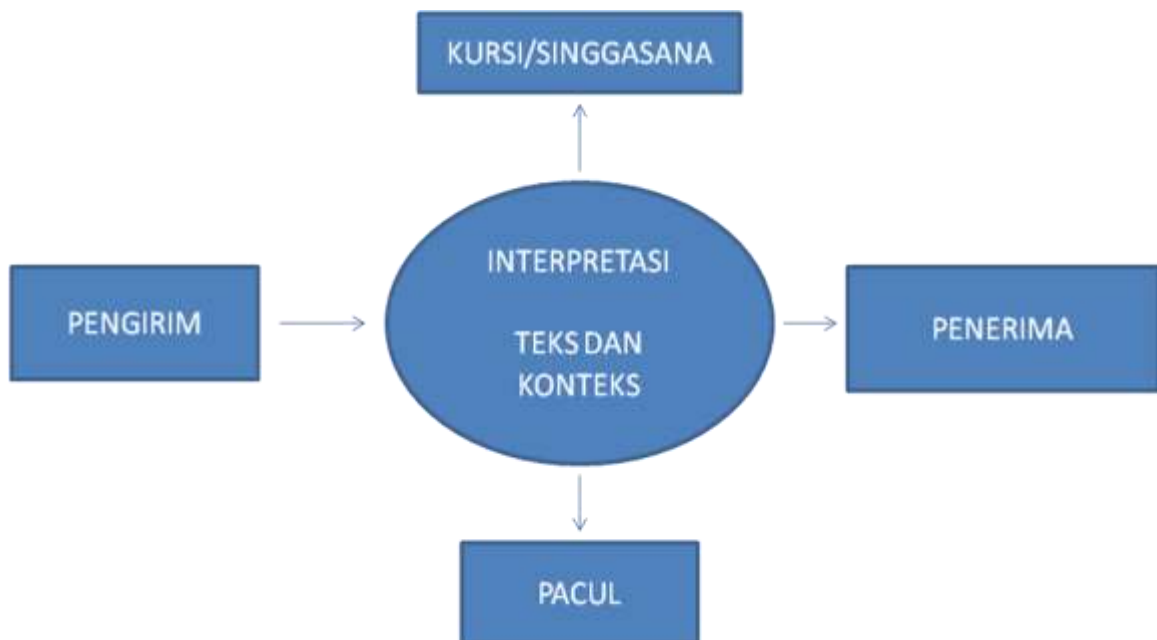 KURSI/SINGGASANA
PENGIRIM
INTERPRETASI
TEKS DAN
KONTEKS
PENERIMA
PACUL